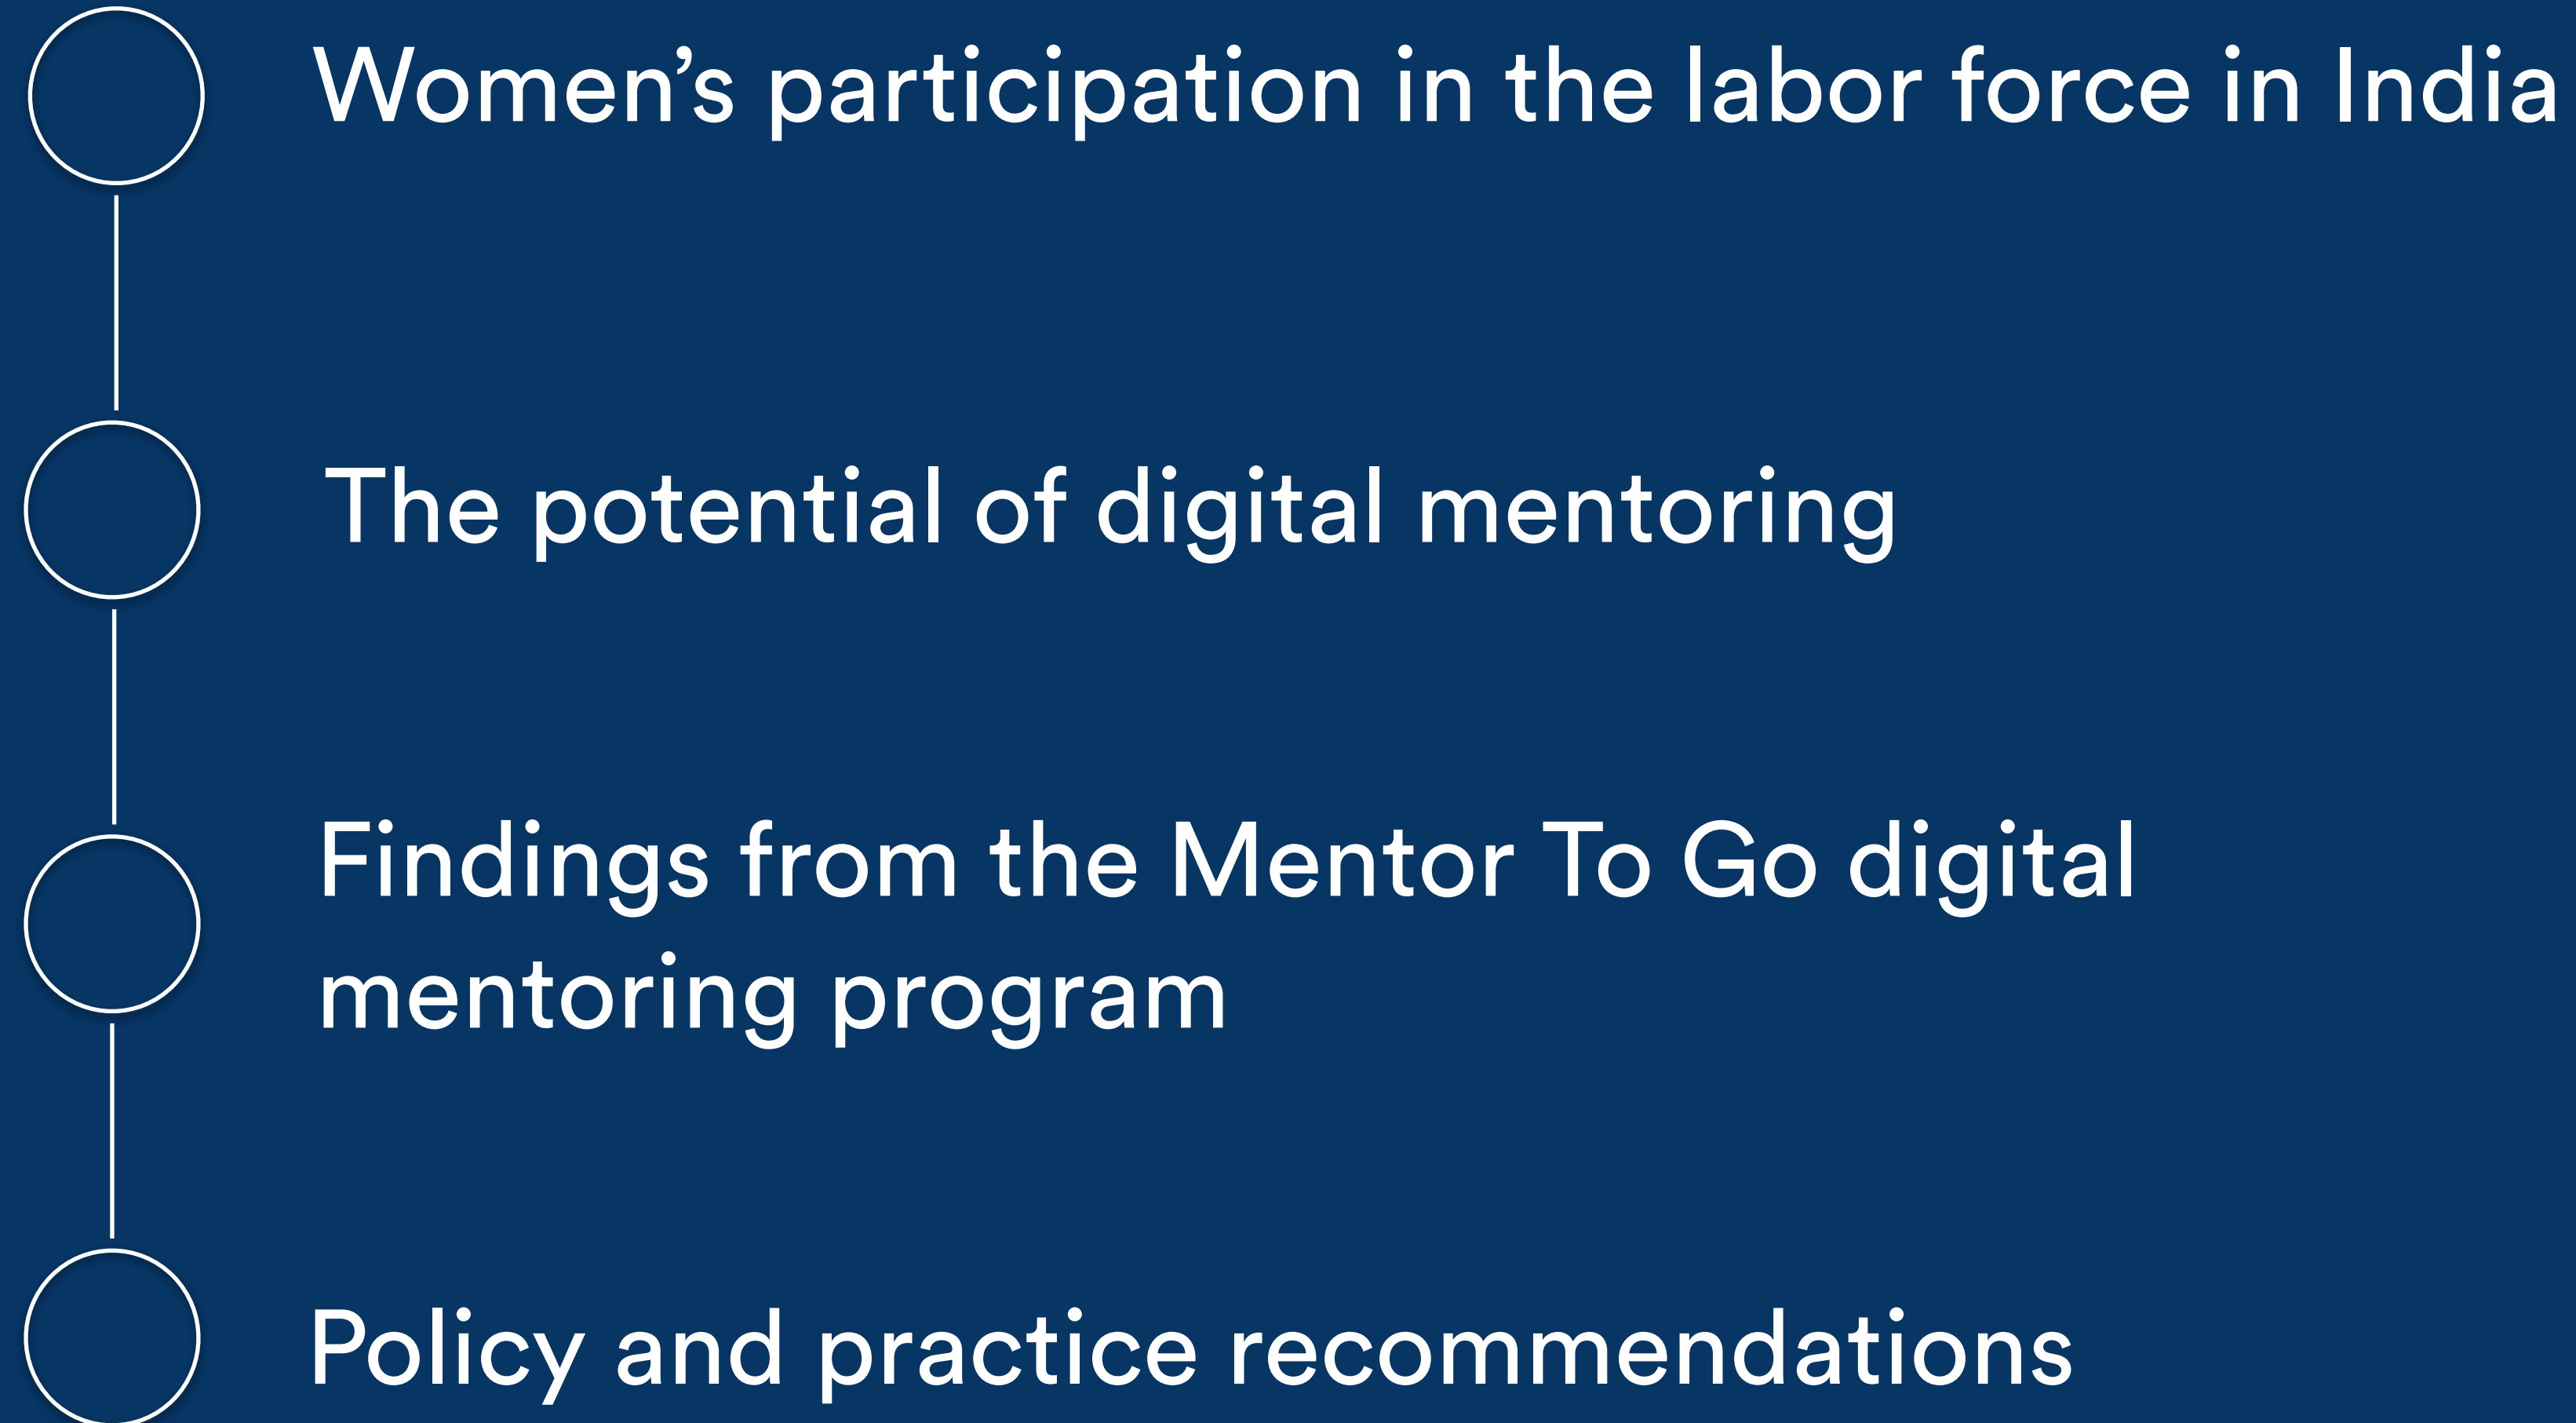 Women’s participation in the labor force in India
The potential of digital mentoring
Findings from the Mentor To Go digital
mentoring program
Policy and practice recommendations